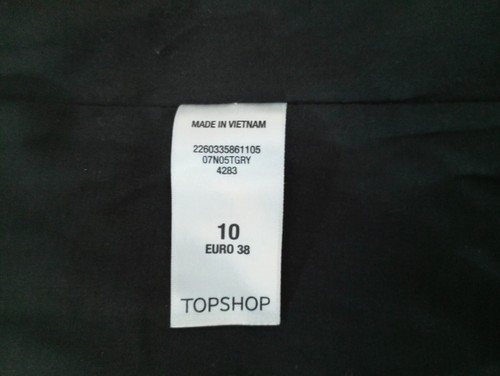 MADE IN VIETNAM
2260335861105
07N05TGRY
4283
10
EURO 38
TOPSHOP